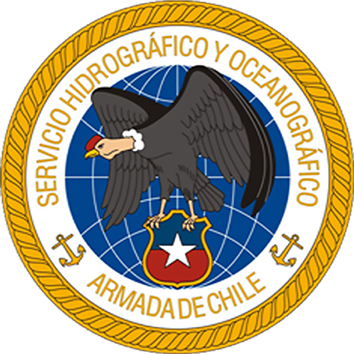 SERVICIO HIDROGRÁFICO Y OCEANOGRÁFICO
ARMADA DE CHILE